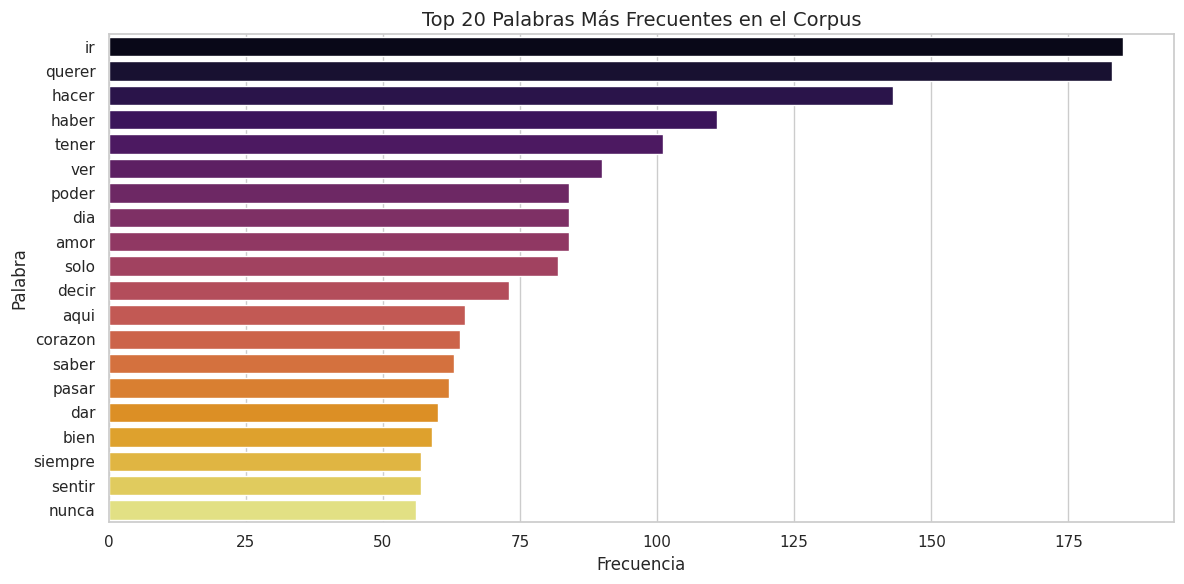 Top 20 Palabras Más Frecuentes en el Corpus
Palabra
ir
querer
hacer
haber
tener
ver
poder
dia
amor
solo
decir
aqui
corazon
saber
pasar
dar
bien
siempre
sentir
nunca
0 25 50 75 100 125 150 175
Frecuencia